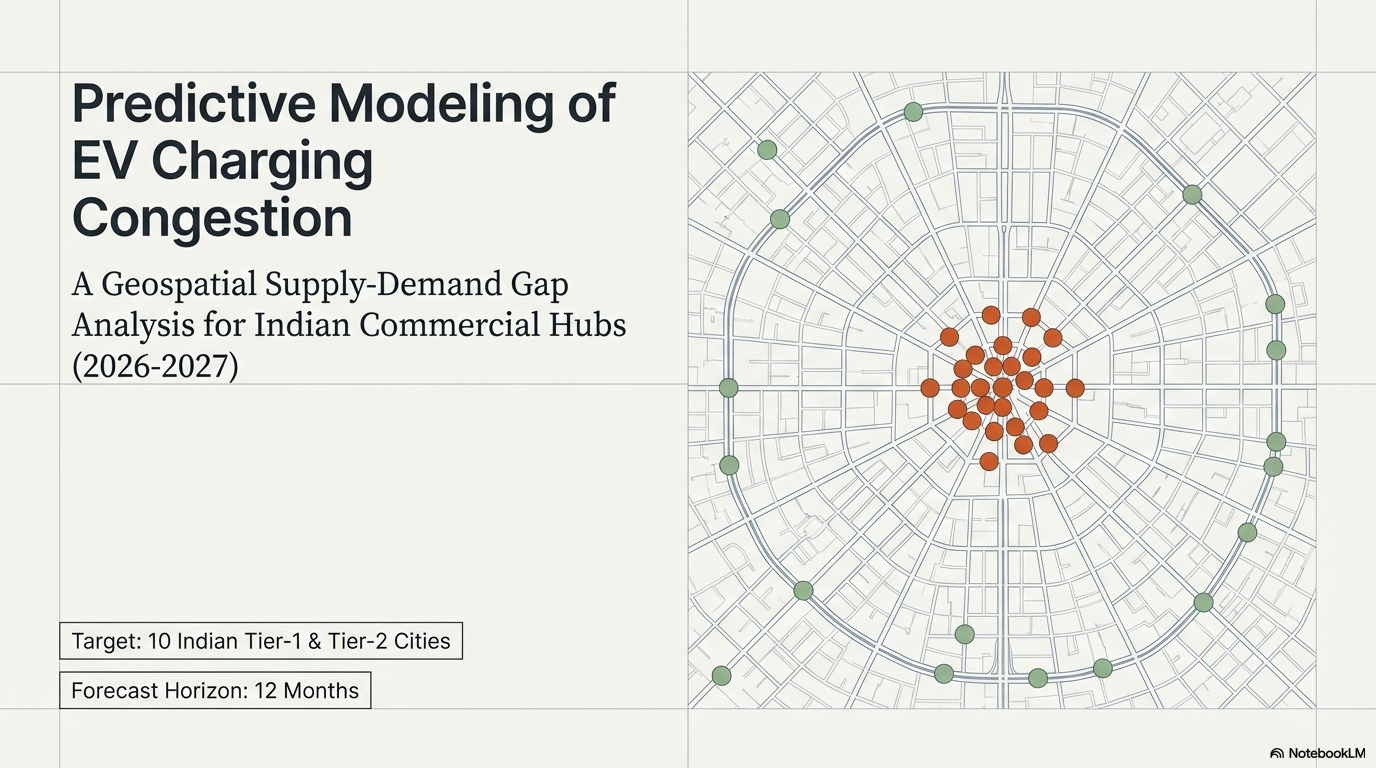 Predictive Modeling of
EV Charging
Congestion
A Geospatial Supply-Demand Gap
Analysis for Indian Commercial Hubs
(2026-2027)
Target: 10 Indian Tier-1 & Tier-2 Cities
Forecast Horizon: 12 Months
NotebookLM